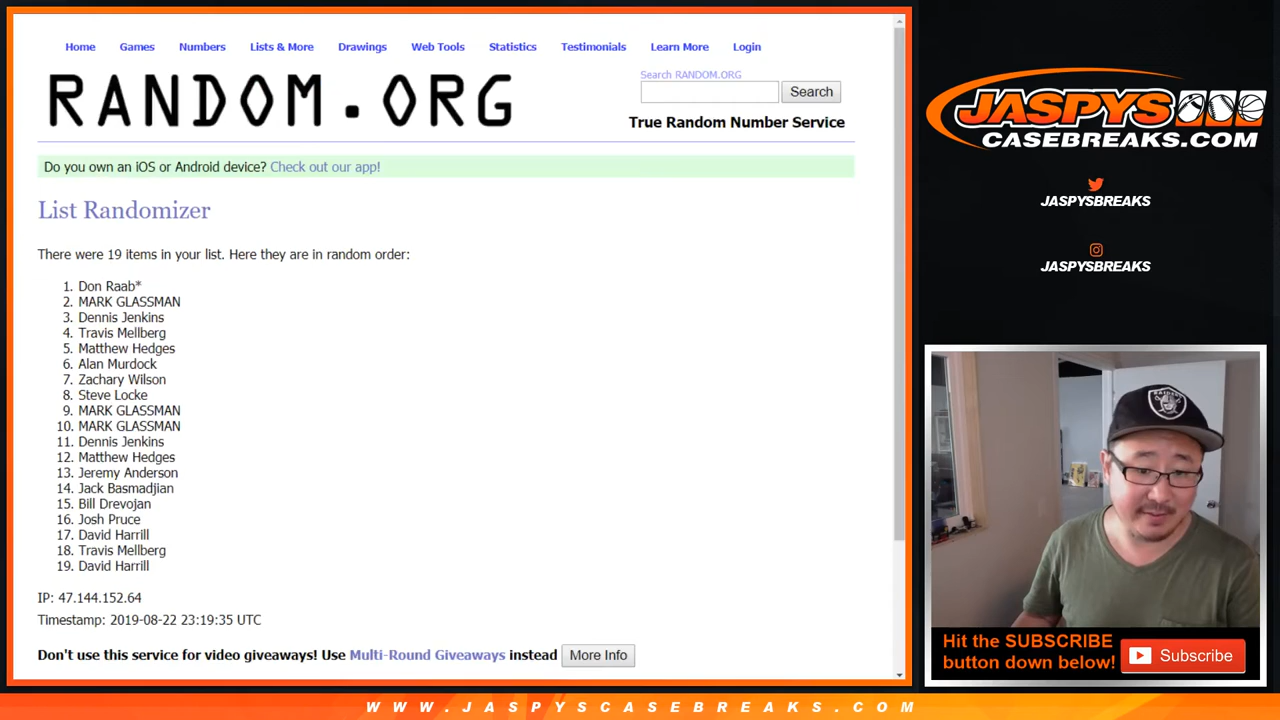 Home Games Numbers Lists & More Drawings Web Tools Statistics Testimonials Learn More Login
RANDOM.ORG
Search RANDOM.ORG
Search
True Random Number Service
Do you own an iOS or Android device? Check out our app!
List Randomizer
There were 19 items in your list. Here they are in random order:
1. Don Raab*
2. MARK GLASSMAN
3. Dennis Jenkins
4. Travis Mellberg
5. Matthew Hedges
6. Alan Murdock
7. Zachary Wilson
8. Steve Locke
9. MARK GLASSMAN
10. MARK GLASSMAN
11. Dennis Jenkins
12. Matthew Hedges
13. Jeremy Anderson
14. Jack Basmadjian
15. Bill Drevojan
16. Josh Pruce
17. David Harrill
18. Travis Mellberg
19. David Harrill
IP: 47.144.152.64
Timestamp: 2019-08-22 23:19:35 UTC
Don't use this service for video giveaways! Use Multi-Round Giveaways instead More Info
JASPYS
CASEBREAKS.COM
JASPYSBREAKS
JASPYSBREAKS
RAIDERS
Hit the SUBSCRIBE
button down below!
Subscribe
WWW.JASPYSCASEBREAKS.COM